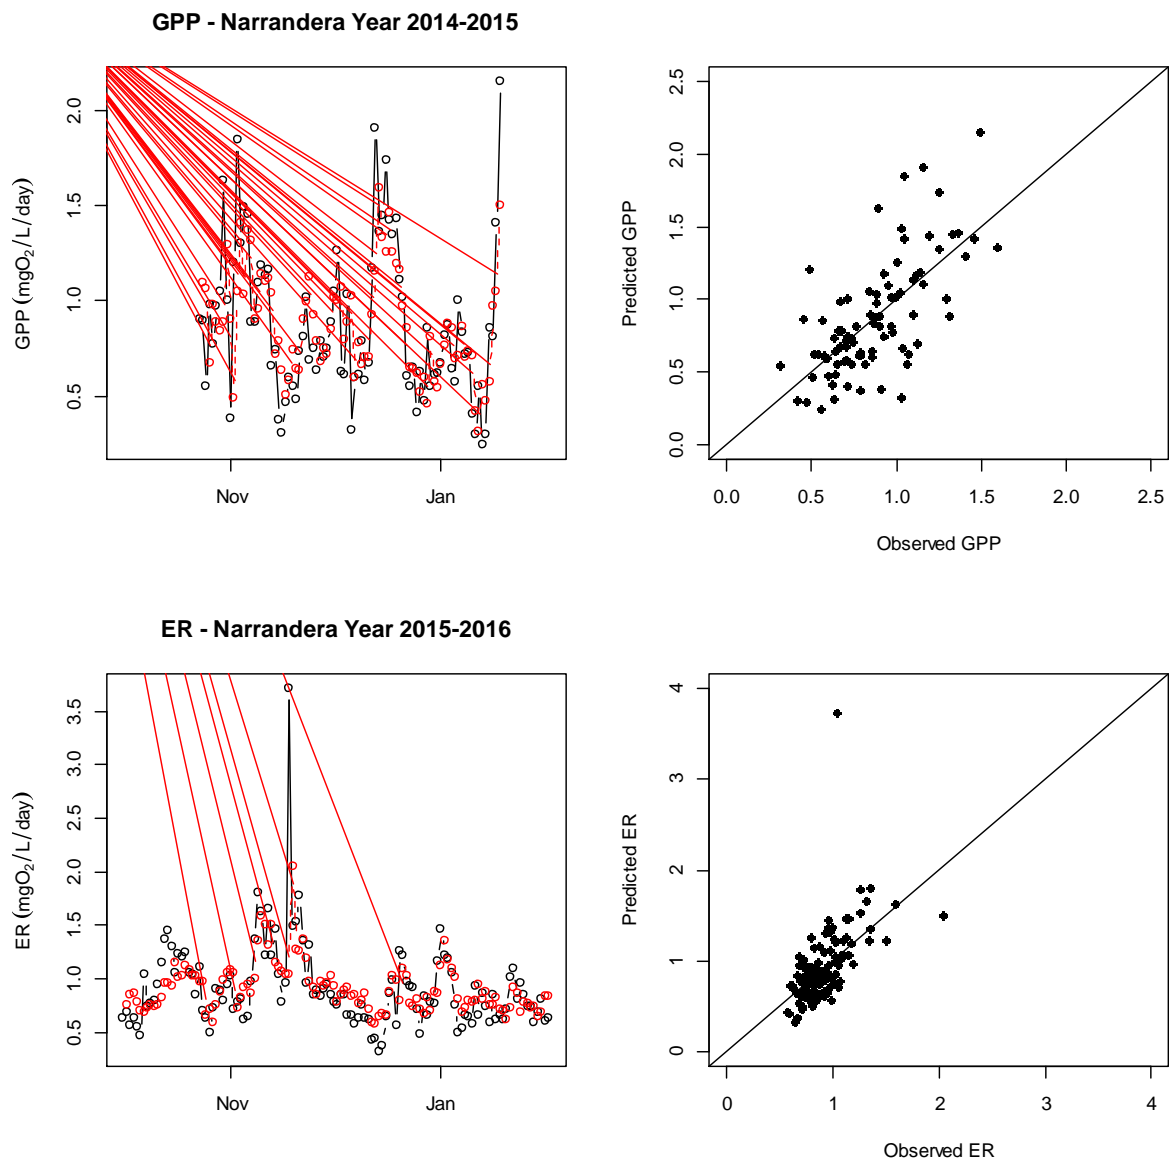 GPP - Narrandera Year 2014-2015
GPP (mgO₂/L/day)
0.5 1.0 1.5 2.0
Nov Jan
Predicted GPP
0.0 0.5 1.0 1.5 2.0 2.5
0.0 0.5 1.0 1.5 2.0 2.5
Observed GPP
ER - Narrandera Year 2015-2016
ER (mgO₂/L/day)
0.5 1.0 1.5 2.0 2.5 3.0 3.5
Nov Jan
Predicted ER
0 1 2 3 4
0 1 2 3 4
Observed ER